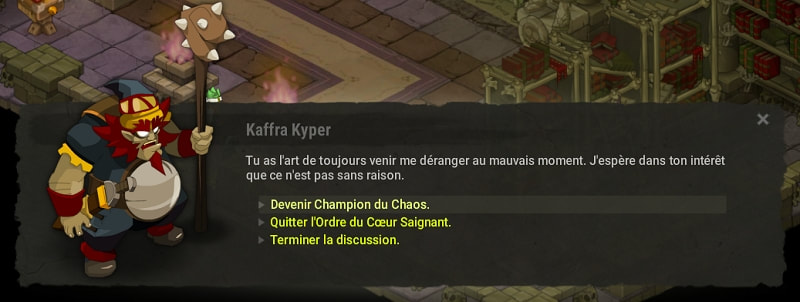 Kaffra Kyper
Tu as l'art de toujours venir me déranger au mauvais moment. J'espère dans ton intérêt
que ce n'est pas sans raison.
Devenir Champion du Chaos.
Quitter l'Ordre du Cœur Saignant.
Terminer la discussion.